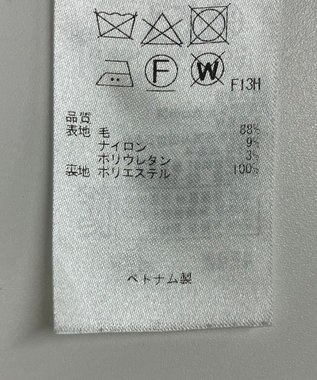 F W F13H
品質
表地 毛 88%
ナイロン 9%
ポリウレタン 3%
裏地 ポリエステル 100%
ベトナム製